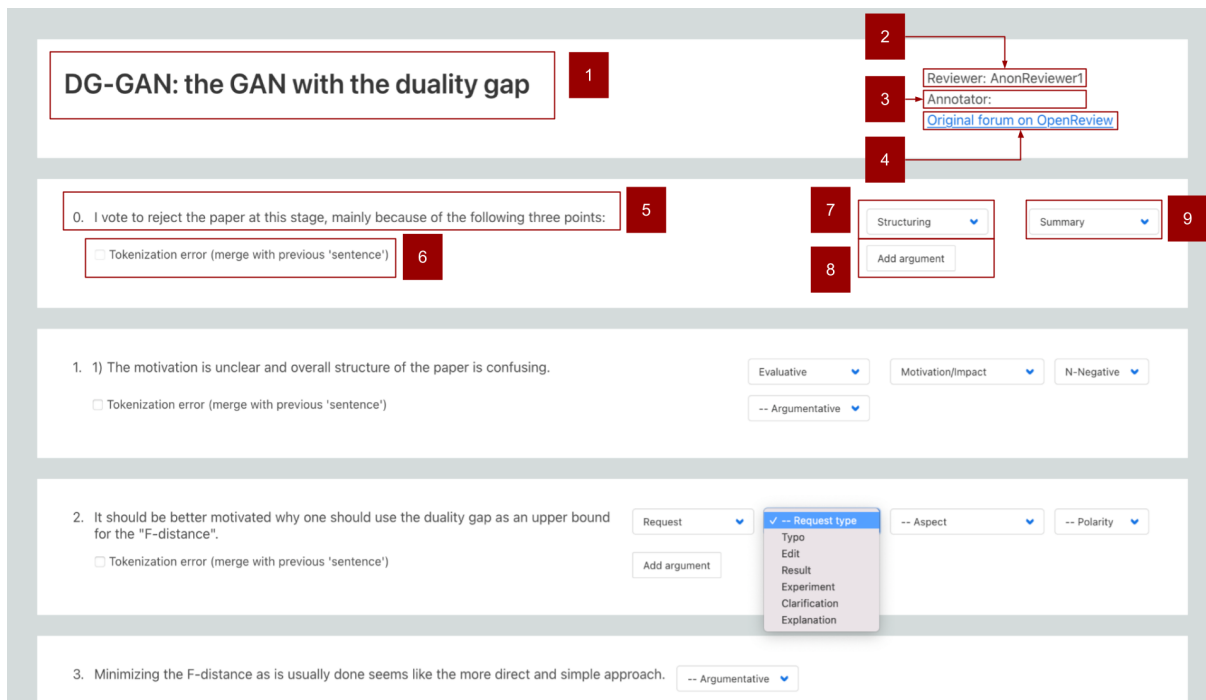 2
DG-GAN: the GAN with the duality gap
1
Reviewer: AnonReviewer1
3
Annotator:
Original forum on OpenReview
4
0. I vote to reject the paper at this stage, mainly because of the following three points:
5
7
Structuring
Summary
9
Tokenization error (merge with previous 'sentence')
6
8
Add argument
1. 1) The motivation is unclear and overall structure of the paper is confusing.
Evaluative
Motivation/Impact
N-Negative
Tokenization error (merge with previous 'sentence')
-- Argumentative
2. It should be better motivated why one should use the duality gap as an upper bound
for the "F-distance".
Request
-- Request type
-- Aspect
-- Polarity
Typo
Edit
Result
Experiment
Clarification
Explanation
Tokenization error (merge with previous 'sentence')
Add argument
3. Minimizing the F-distance as is usually done seems like the more direct and simple approach.
-- Argumentative